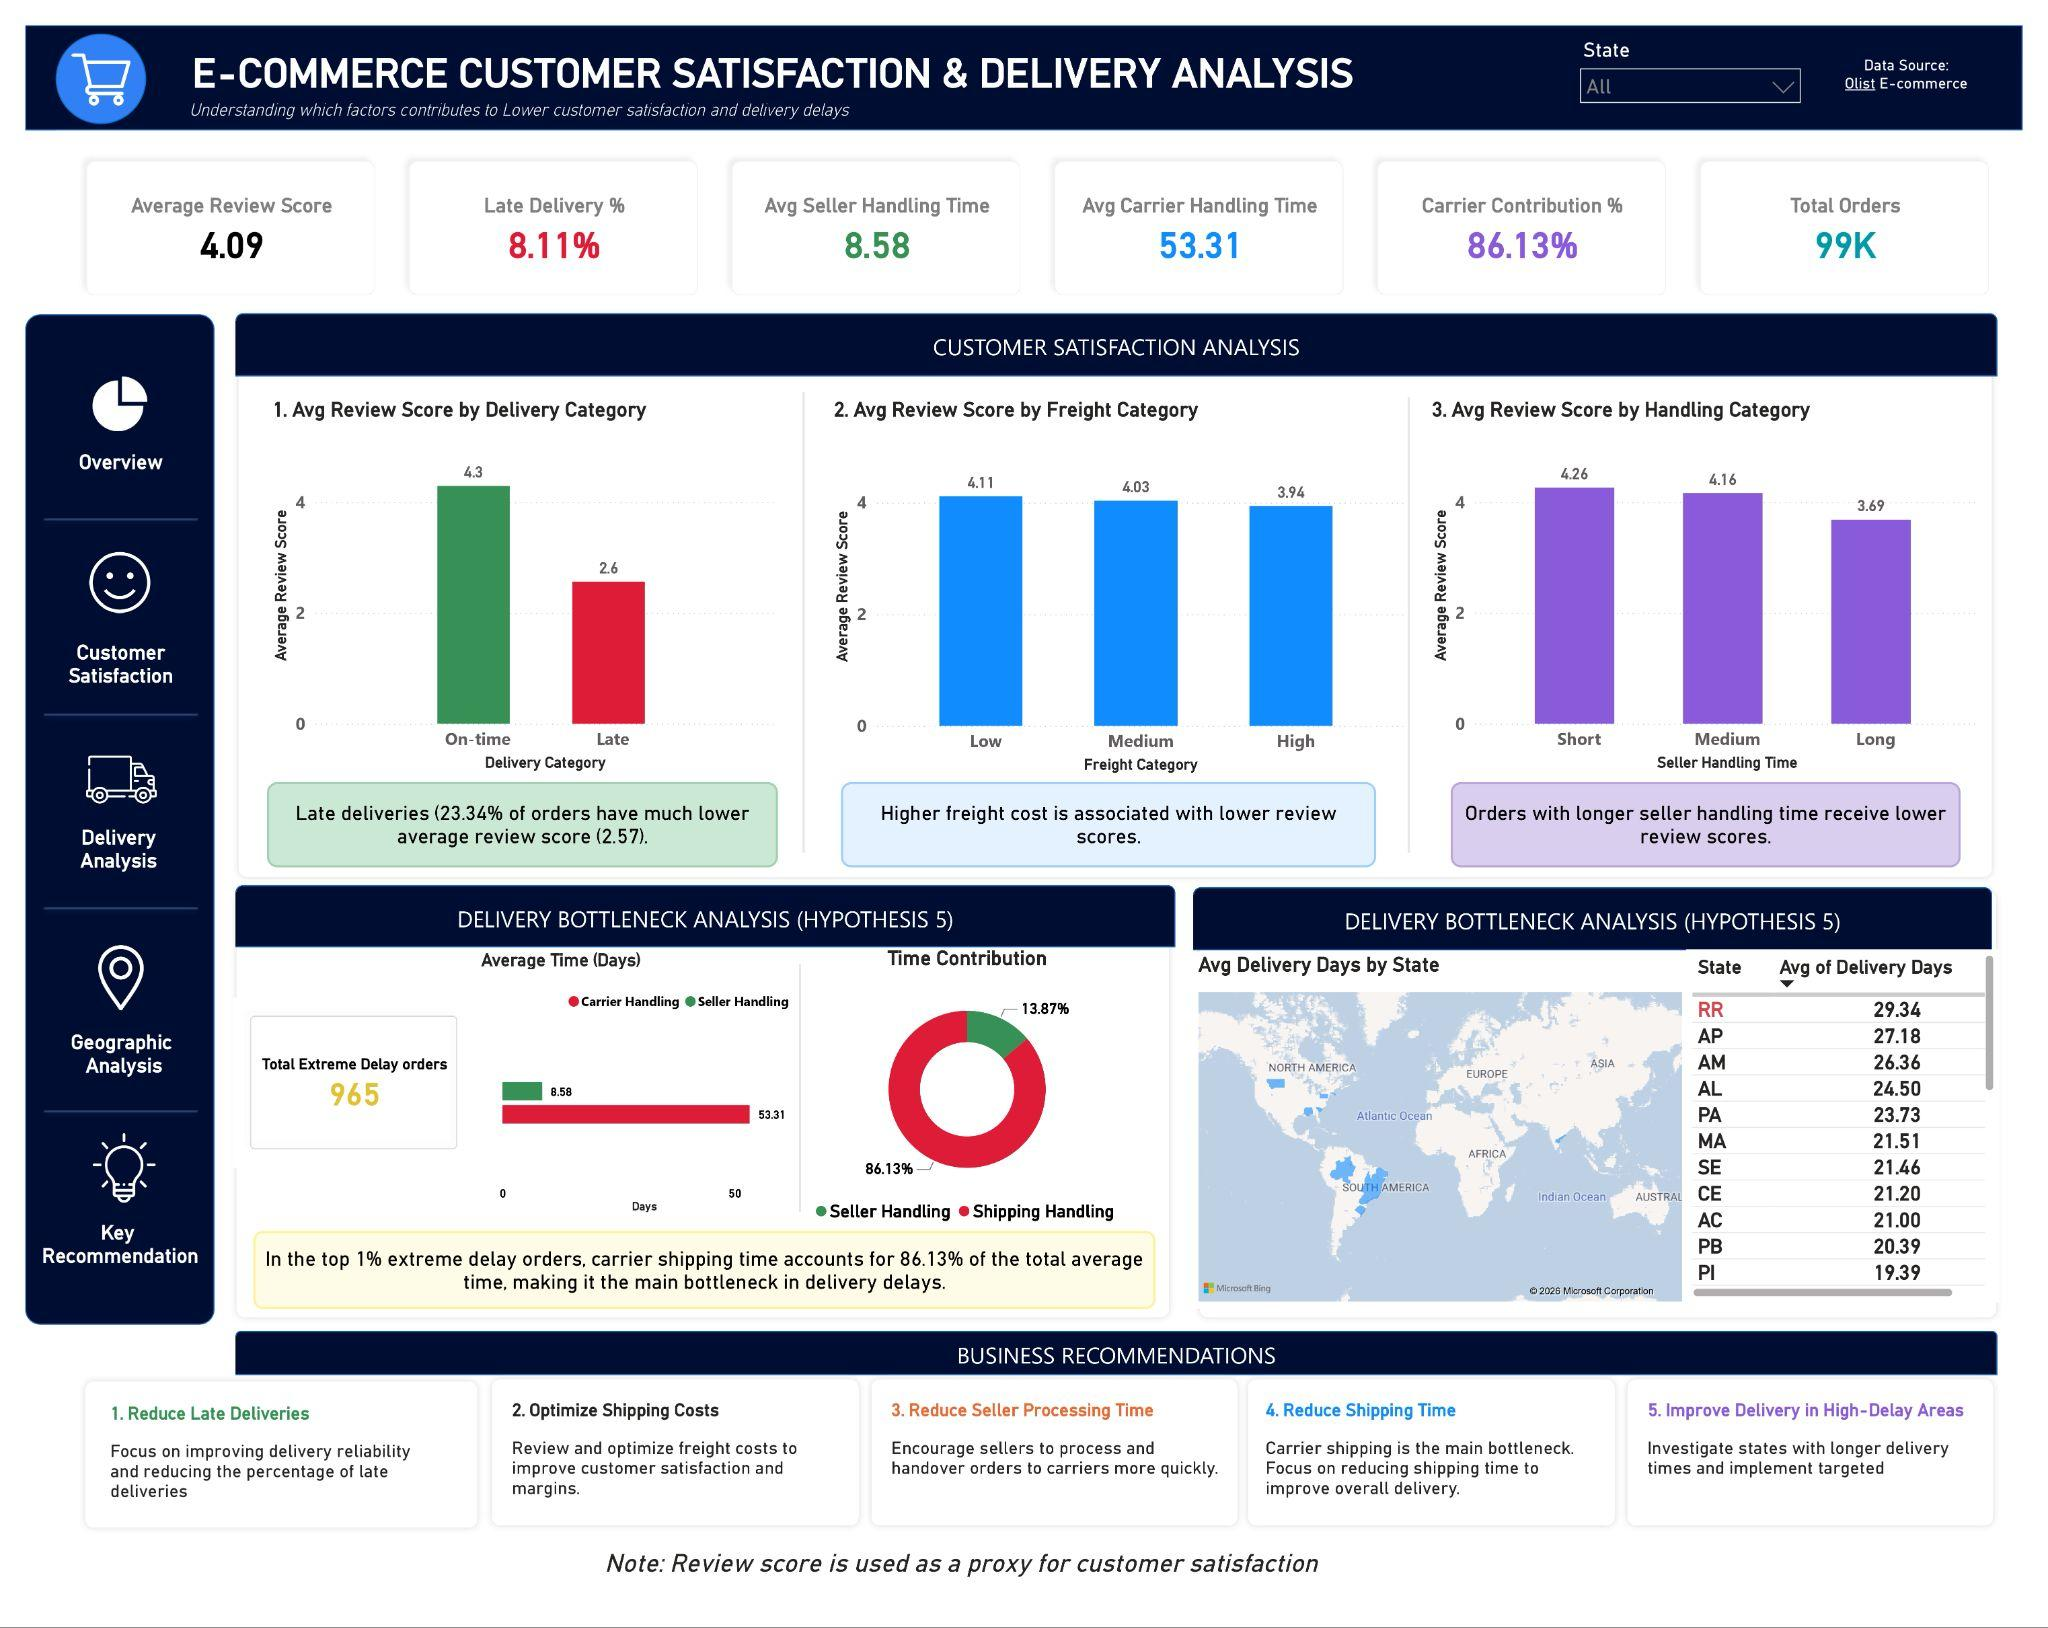 E-COMMERCE CUSTOMER SATISFACTION & DELIVERY ANALYSIS
Understanding which factors contributes to Lower customer satisfaction and delivery delays
State
All
Data Source:
Olist E-commerce
Average Review Score
4.09
Late Delivery %
8.11%
Avg Seller Handling Time
8.58
Avg Carrier Handling Time
53.31
Carrier Contribution %
86.13%
Total Orders
99K
Overview
Customer
Satisfaction
Delivery
Analysis
Geographic
Analysis
Key
Recommendation
CUSTOMER SATISFACTION ANALYSIS
1. Avg Review Score by Delivery Category
Average Review Score
4
2
0
4.3
2.6
On-time
Late
Delivery Category
Late deliveries (23.34% of orders have much lower
average review score (2.57).
2. Avg Review Score by Freight Category
Average Review Score
4
2
0
4.11
4.03
3.94
Low
Medium
High
Freight Category
Higher freight cost is associated with lower review
scores.
3. Avg Review Score by Handling Category
Average Review Score
4
2
0
4.26
4.16
3.69
Short
Medium
Long
Seller Handling Time
Orders with longer seller handling time receive lower
review scores.
DELIVERY BOTTLENECK ANALYSIS (HYPOTHESIS 5)
Total Extreme Delay orders
965
Average Time (Days)
Carrier Handling
Seller Handling
8.58
53.31
0
50
Days
Time Contribution
13.87%
86.13%
Seller Handling
Shipping Handling
In the top 1% extreme delay orders, carrier shipping time accounts for 86.13% of the total average
time, making it the main bottleneck in delivery delays.
DELIVERY BOTTLENECK ANALYSIS (HYPOTHESIS 5)
Avg Delivery Days by State
NORTH AMERICA
EUROPE
ASIA
Atlantic Ocean
AFRICA
SOUTH AMERICA
Indian Ocean
AUSTRAL
Microsoft Bing
© 2026 Microsoft Corporation
State Avg of Delivery Days
RR 29.34
AP 27.18
AM 26.36
AL 24.50
PA 23.73
MA 21.51
SE 21.46
CE 21.20
AC 21.00
PB 20.39
PI 19.39
BUSINESS RECOMMENDATIONS
1. Reduce Late Deliveries
Focus on improving delivery reliability
and reducing the percentage of late
deliveries
2. Optimize Shipping Costs
Review and optimize freight costs to
improve customer satisfaction and
margins.
3. Reduce Seller Processing Time
Encourage sellers to process and
handover orders to carriers more quickly.
4. Reduce Shipping Time
Carrier shipping is the main bottleneck.
Focus on reducing shipping time to
improve overall delivery.
5. Improve Delivery in High-Delay Areas
Investigate states with longer delivery
times and implement targeted
Note: Review score is used as a proxy for customer satisfaction